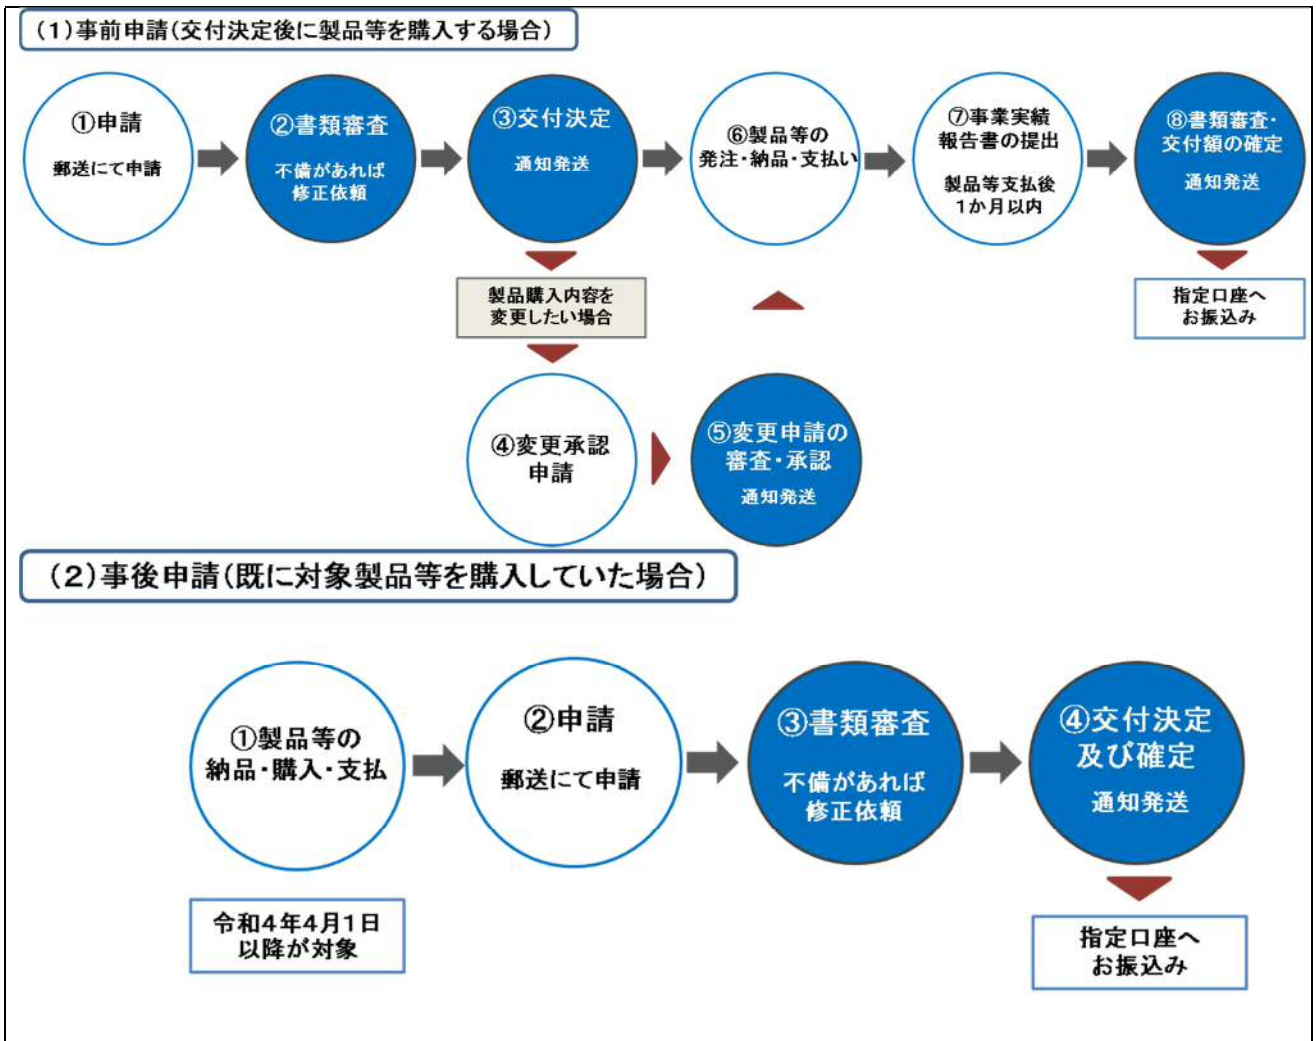 (1)事前申請(交付決定後に製品等を購入する場合)
①申請
郵送にて申請
②書類審査
不備があれば
修正依頼
③交付決定
通知発送
⑥製品等の
発注・納品・支払い
⑦事業実績
報告書の提出
製品等支払後
1か月以内
⑧書類審査・
交付額の確定
通知発送
製品購入内容を
変更したい場合
指定口座へ
お振込み
④変更承認
申請
⑤変更申請の
審査・承認
通知発送
(2)事後申請(既に対象製品等を購入していた場合)
①製品等の
納品・購入・支払
②申請
郵送にて申請
③書類審査
不備があれば
修正依頼
④交付決定
及び確定
通知発送
令和4年4月1日
以降が対象
指定口座へ
お振込み